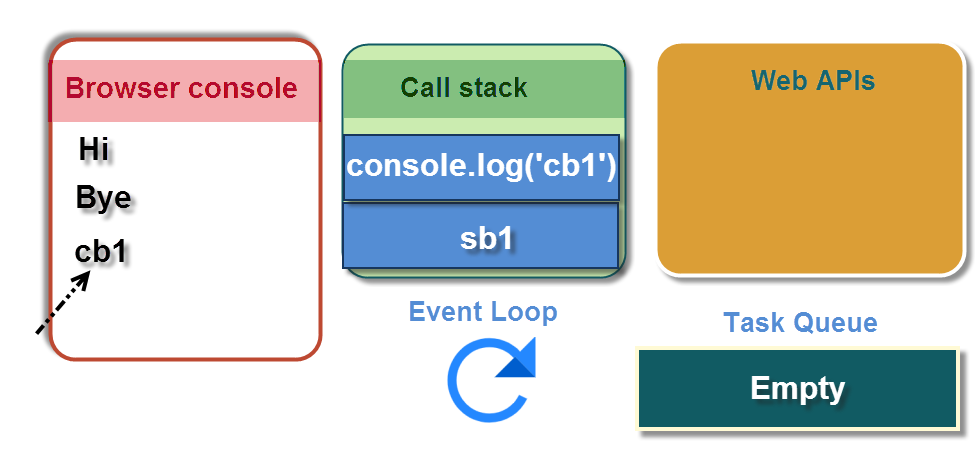 Browser console
Hi
Bye
cb1
Call stack
console.log('cb1')
sb1
Web APIs
Event Loop
Task Queue
Empty